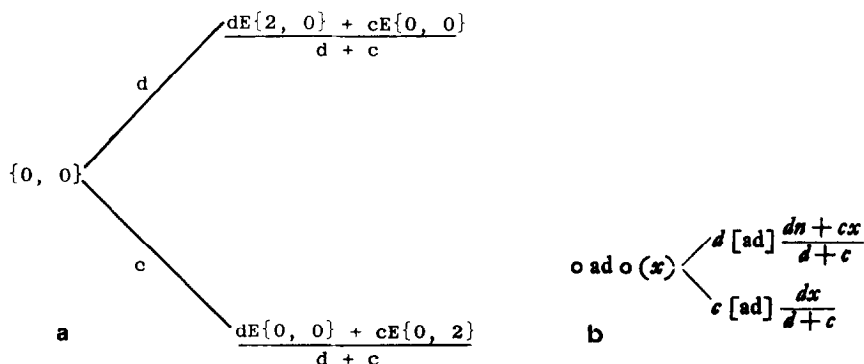 dE{2, 0} + cE{0, 0}
d + c
d
{0, 0}
c
dE{0, 0} + cE{0, 2}
d + c
a
o ad o (x)
d [ad] dn + cx
d + c
c [ad] dx
d + c
b